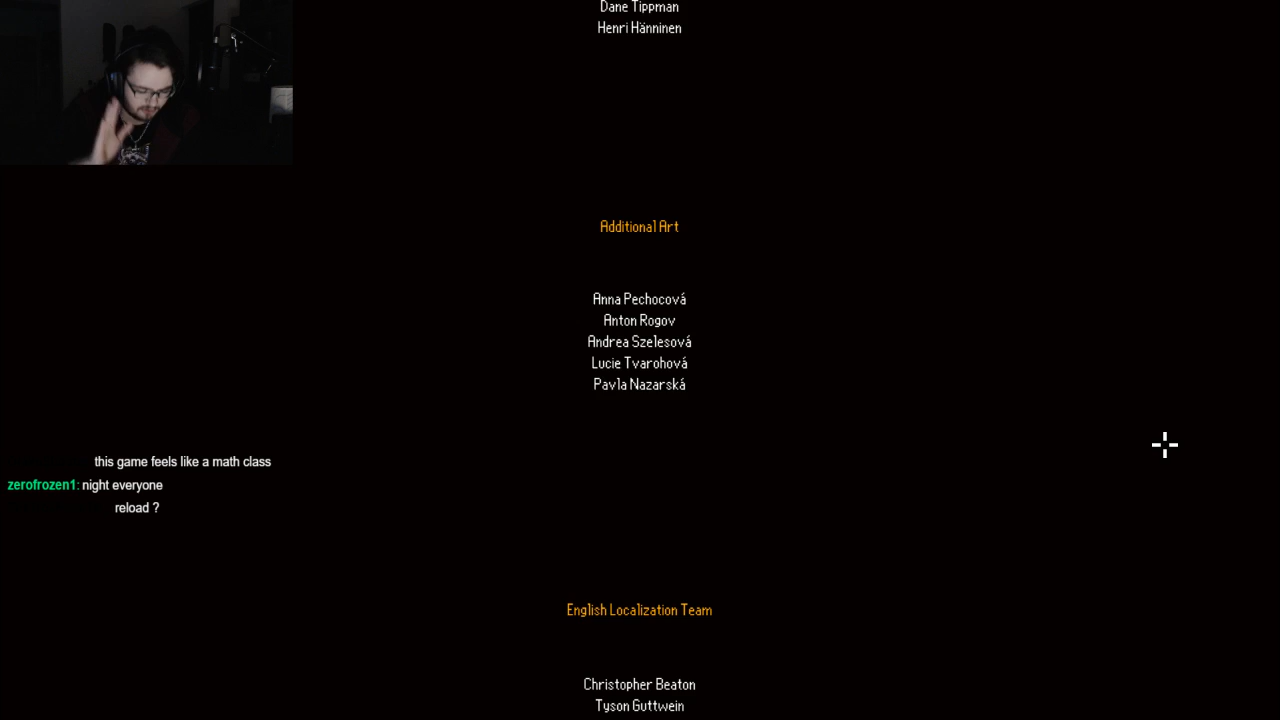 Dane Tippman
Henri Hänninen
Additional Art
Anna Pechocová
Anton Rogov
Andrea Szelesová
Lucie Tvarohová
Pavla Nazarská
this game feels like a math class
zerofrozen1: night everyone
reload ?
English Localization Team
Christopher Beaton
Tyson Guttwein